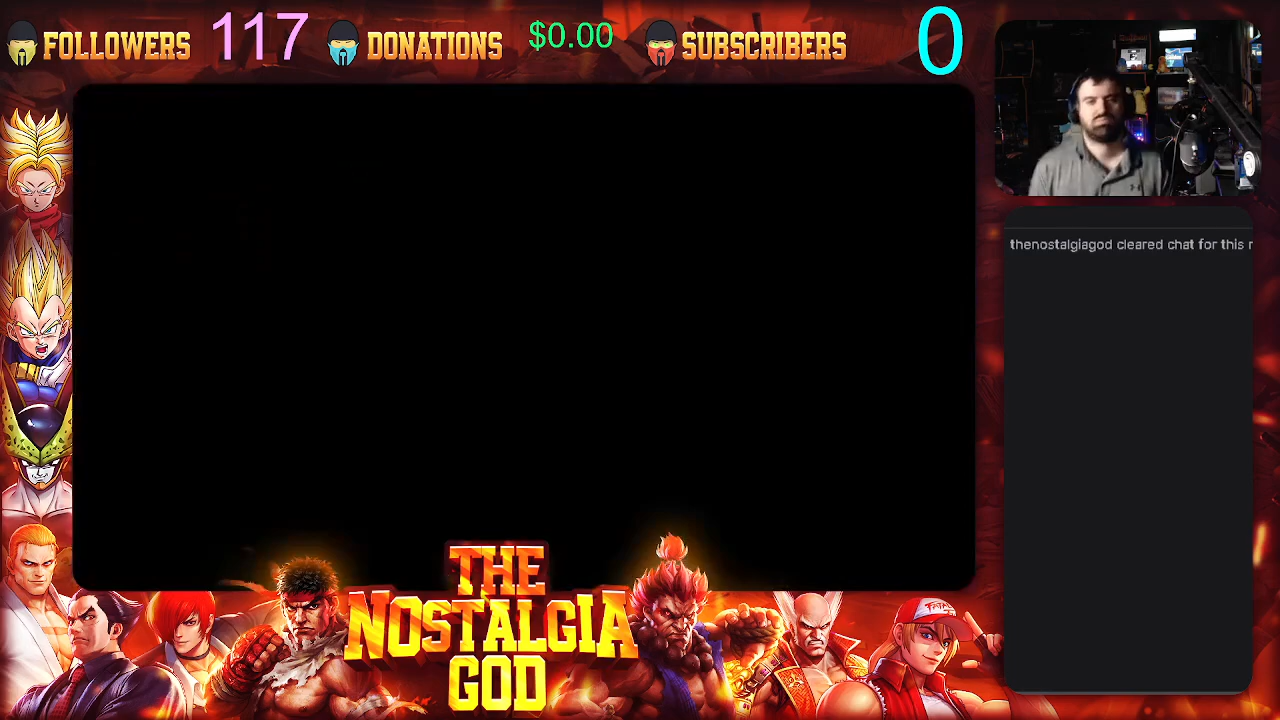 FOLLOWERS 117 DONATIONS $0.00 SUBSCRIBERS 0
thenostalgiagod cleared chat for this r
THE
NOSTALGIA
GOD